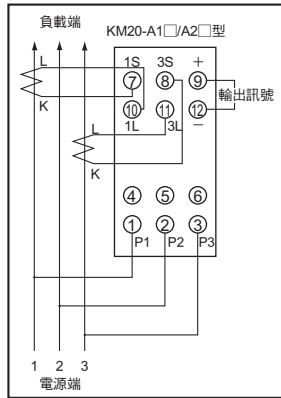 負載端
KM20-A1□/A2□型
L
K
1S 3S +
⑦ ⑧ ⑨
輸出訊號
⑩ ⑪ ⑫
1L 3L −
L
K
④ ⑤ ⑥
① ② ③
P1 P2 P3
1 2 3
電源端